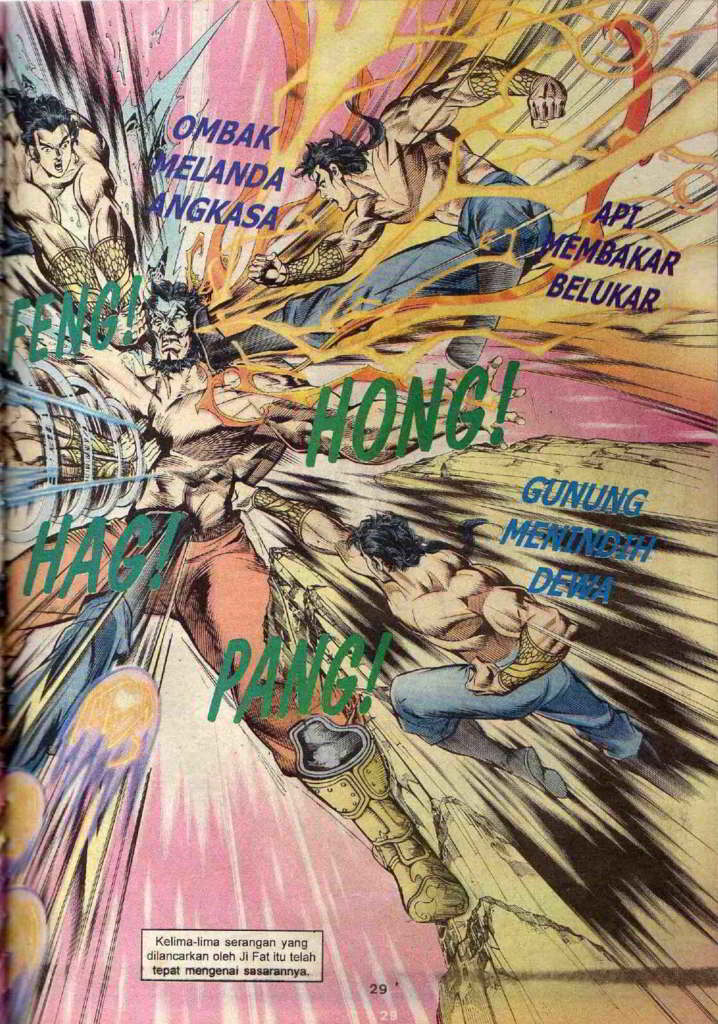 OMBAK
MELANDA
ANGKASA
API
MEMBAKAR
BELUKAR
FENG!
HONG!
GUNUNG
MENINDIH
DEWA
HAG!
PANG!
Kelima-lima serangan yang
dilancarkan oleh Ji Fat itu telah
tepat mengenai sasarannya.
29
29